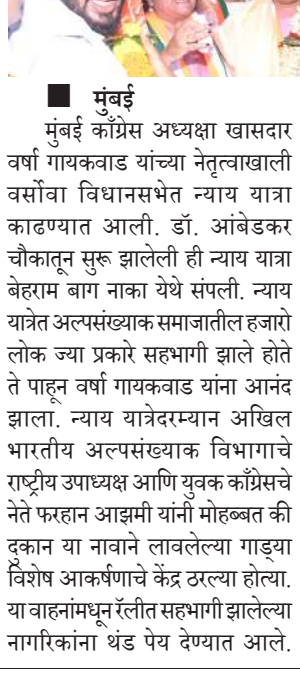 ■ मुंबई
मुंबई काँग्रेस अध्यक्षा खासदार
वर्षा गायकवाड यांच्या नेतृत्वाखाली
वर्सोवा विधानसभेत न्याय यात्रा
काढण्यात आली. डॉ. आंबेडकर
चौकातून सुरू झालेली ही न्याय यात्रा
बेहराम बाग नाका येथे संपली. न्याय
यात्रेत अल्पसंख्याक समाजातील हजारो
लोक ज्या प्रकारे सहभागी झाले होते
ते पाहून वर्षा गायकवाड यांना आनंद
झाला. न्याय यात्रेदरम्यान अखिल
भारतीय अल्पसंख्याक विभागाचे
राष्ट्रीय उपाध्यक्ष आणि युवक काँग्रेसचे
नेते फरहान आझमी यांनी मोहब्बत की
दुकान या नावाने लावलेल्या गाड्या
विशेष आकर्षणाचे केंद्र ठरल्या होत्या.
या वाहनांमधून रॅलीत सहभागी झालेल्या
नागरिकांना थंड पेय देण्यात आले.